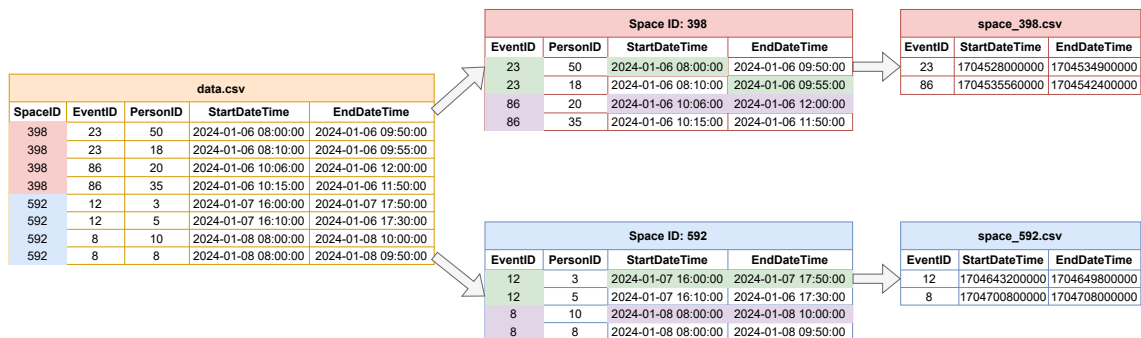 data.csv
SpaceID EventID PersonID StartDateTime EndDateTime
398 23 50 2024-01-06 08:00:00 2024-01-06 09:50:00
398 23 18 2024-01-06 08:10:00 2024-01-06 09:55:00
398 86 20 2024-01-06 10:06:00 2024-01-06 12:00:00
398 86 35 2024-01-06 10:15:00 2024-01-06 11:50:00
592 12 3 2024-01-07 16:00:00 2024-01-07 17:50:00
592 12 5 2024-01-07 16:10:00 2024-01-06 17:30:00
592 8 10 2024-01-08 08:00:00 2024-01-08 10:00:00
592 8 8 2024-01-08 08:00:00 2024-01-08 09:50:00
Space ID: 398
EventID PersonID StartDateTime EndDateTime
23 50 2024-01-06 08:00:00 2024-01-06 09:50:00
23 18 2024-01-06 08:10:00 2024-01-06 09:55:00
86 20 2024-01-06 10:06:00 2024-01-06 12:00:00
86 35 2024-01-06 10:15:00 2024-01-06 11:50:00
space_398.csv
EventID StartDateTime EndDateTime
23 1704528000000 1704534900000
86 1704535560000 1704542400000
Space ID: 592
EventID PersonID StartDateTime EndDateTime
12 3 2024-01-07 16:00:00 2024-01-07 17:50:00
12 5 2024-01-07 16:10:00 2024-01-06 17:30:00
8 10 2024-01-08 08:00:00 2024-01-08 10:00:00
8 8 2024-01-08 08:00:00 2024-01-08 09:50:00
space_592.csv
EventID StartDateTime EndDateTime
12 1704643200000 1704649800000
8 1704700800000 1704708000000